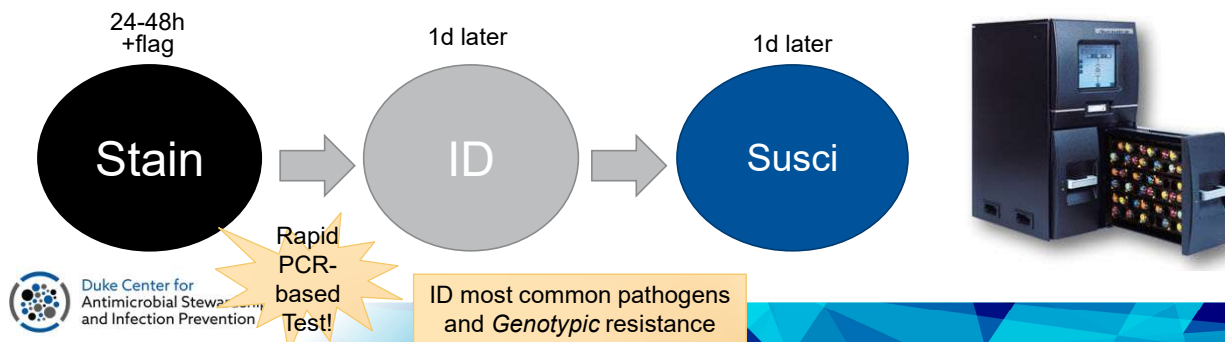 24-48h
+flag
1d later
1d later
Stain
ID
Susci
Rapid
PCR-
based
Test!
ID most common pathogens
and Genotypic resistance
Duke Center for
Antimicrobial
and Infection Prevention